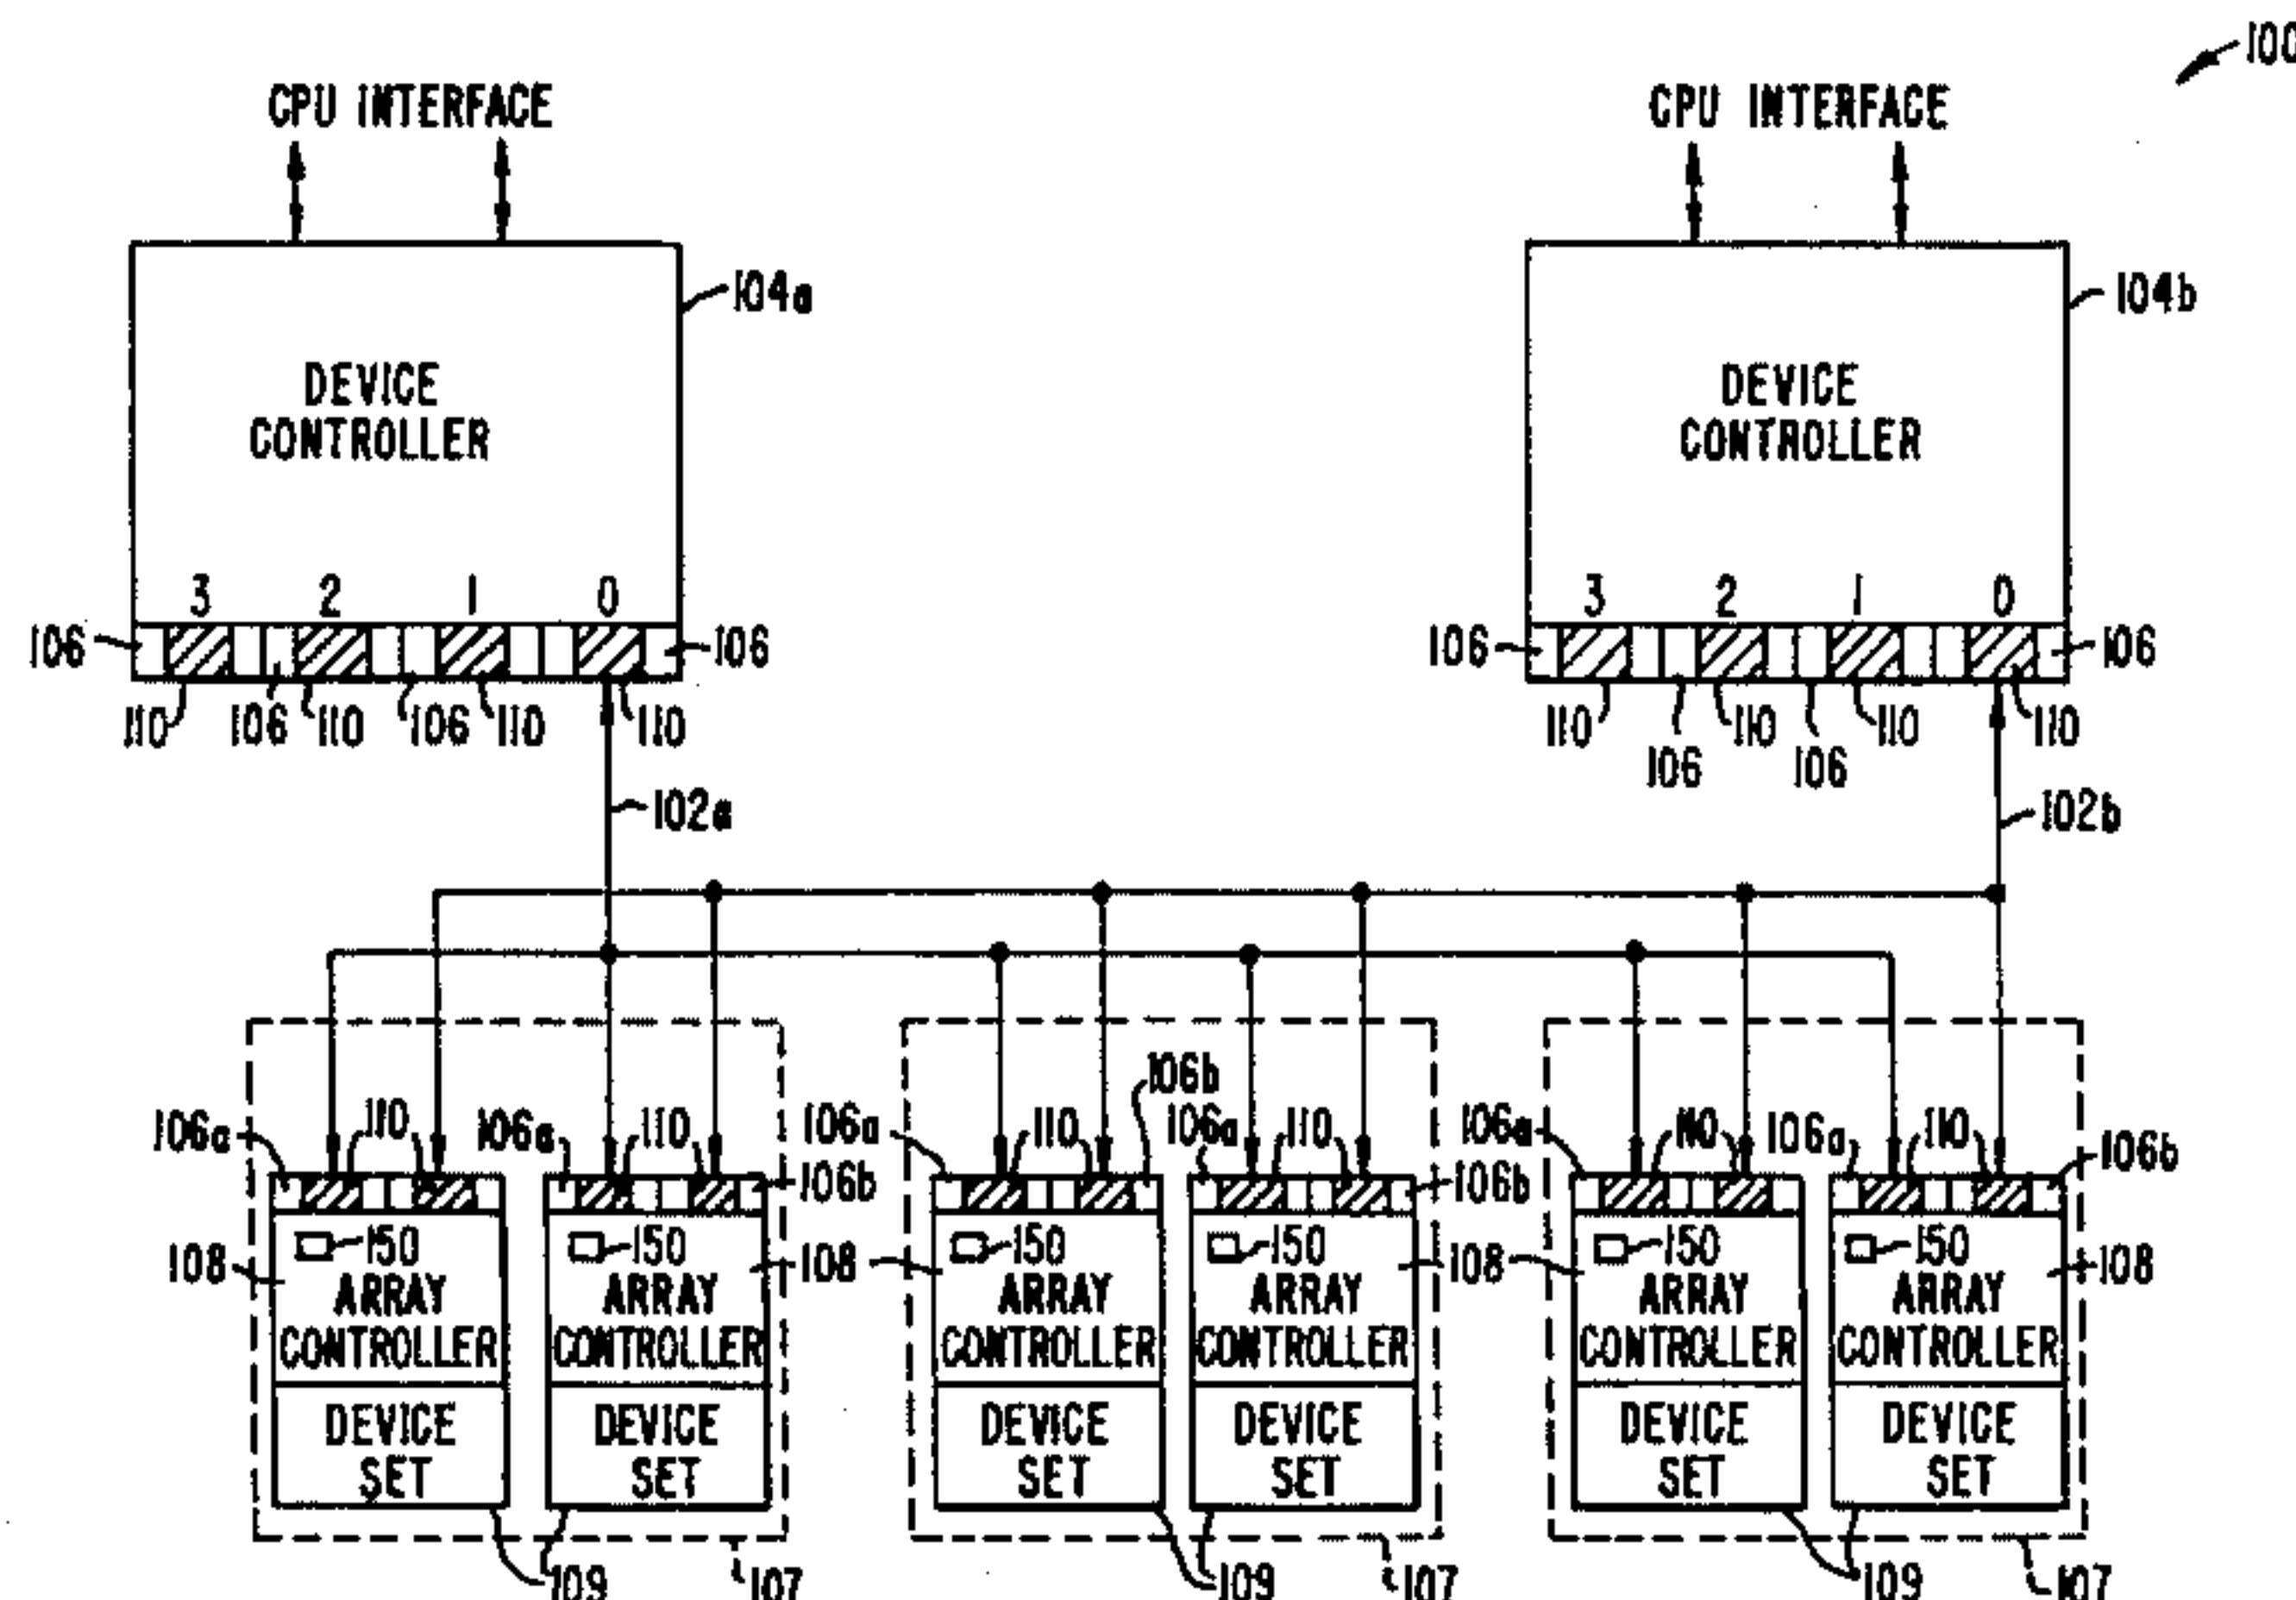 100
CPU INTERFACE
CPU INTERFACE
104a
104b
DEVICE
CONTROLLER
DEVICE
CONTROLLER
3 2 1 0
3 2 1 0
106 106
106 106
110 106 110 106 110 110
110 106 110 106 110 110
102a
102b
106a 110 106a 110 106b
106a 110 106b 106a 110 106b
106a 110 106a 110 106b
108 150 150 108
150 150 108
150 150 108
ARRAY
CONTROLLER
ARRAY
CONTROLLER
ARRAY
CONTROLLER
ARRAY
CONTROLLER
ARRAY
CONTROLLER
ARRAY
CONTROLLER
DEVICE
SET
DEVICE
SET
DEVICE
SET
DEVICE
SET
DEVICE
SET
DEVICE
SET
109 107
109 107
109 107